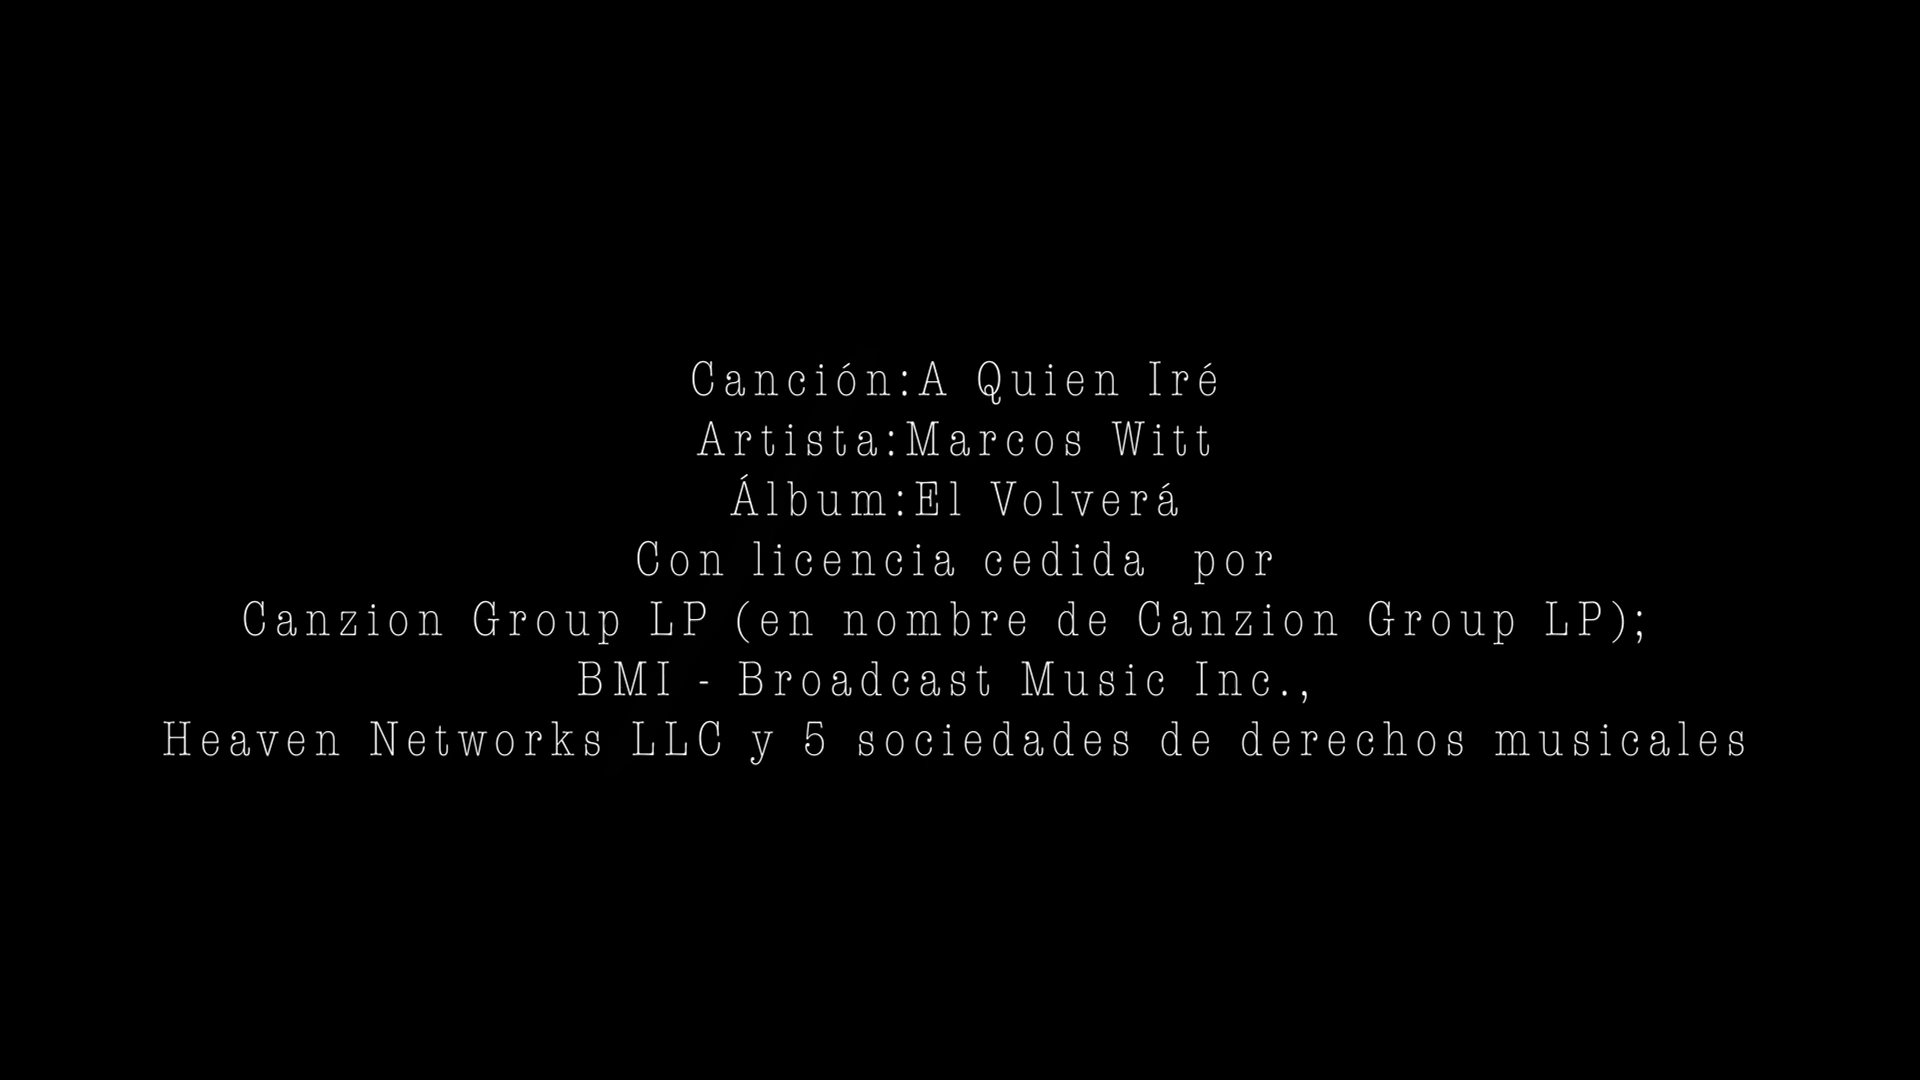 Canción:A Quien Iré
Artista:Marcos Witt
Álbum:El Volverá
Con licencia cedida  por
Canzion Group LP (en nombre de Canzion Group LP);
BMI - Broadcast Music Inc.,
Heaven Networks LLC y 5 sociedades de derechos musicales